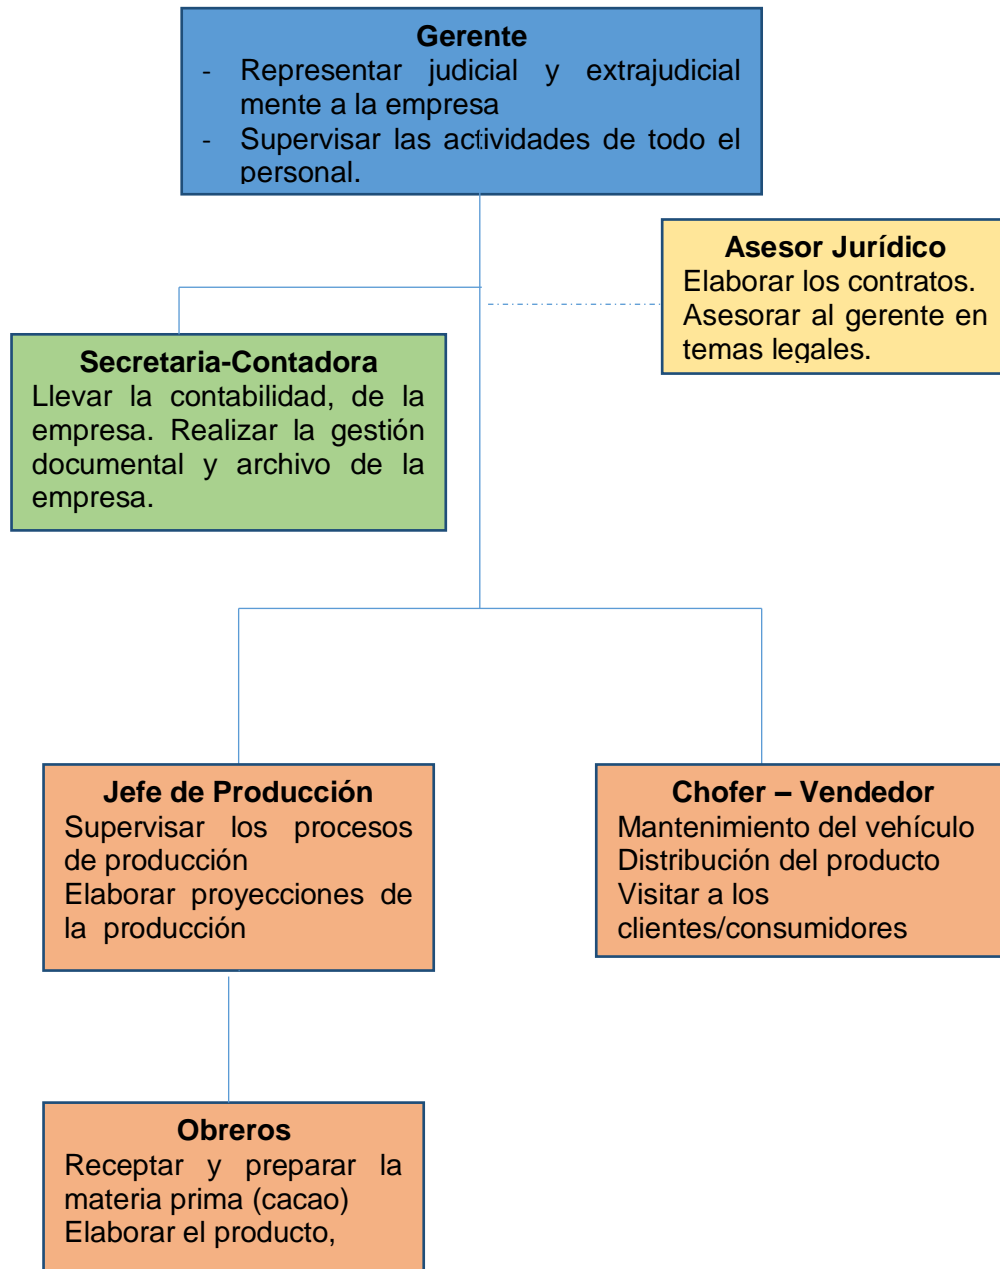 Gerente
- Representar judicial y extrajudicial
mente a la empresa
- Supervisar las actividades de todo el
personal.
Asesor Jurídico
Elaborar los contratos.
Asesorar al gerente en
temas legales.
Secretaria-Contadora
Llevar la contabilidad, de la
empresa. Realizar la gestión
documental y archivo de la
empresa.
Jefe de Producción
Supervisar los procesos
de producción
Elaborar proyecciones de
la producción
Chofer – Vendedor
Mantenimiento del vehículo
Distribución del producto
Visitar a los
clientes/consumidores
Obreros
Receptar y preparar la
materia prima (cacao)
Elaborar el producto,